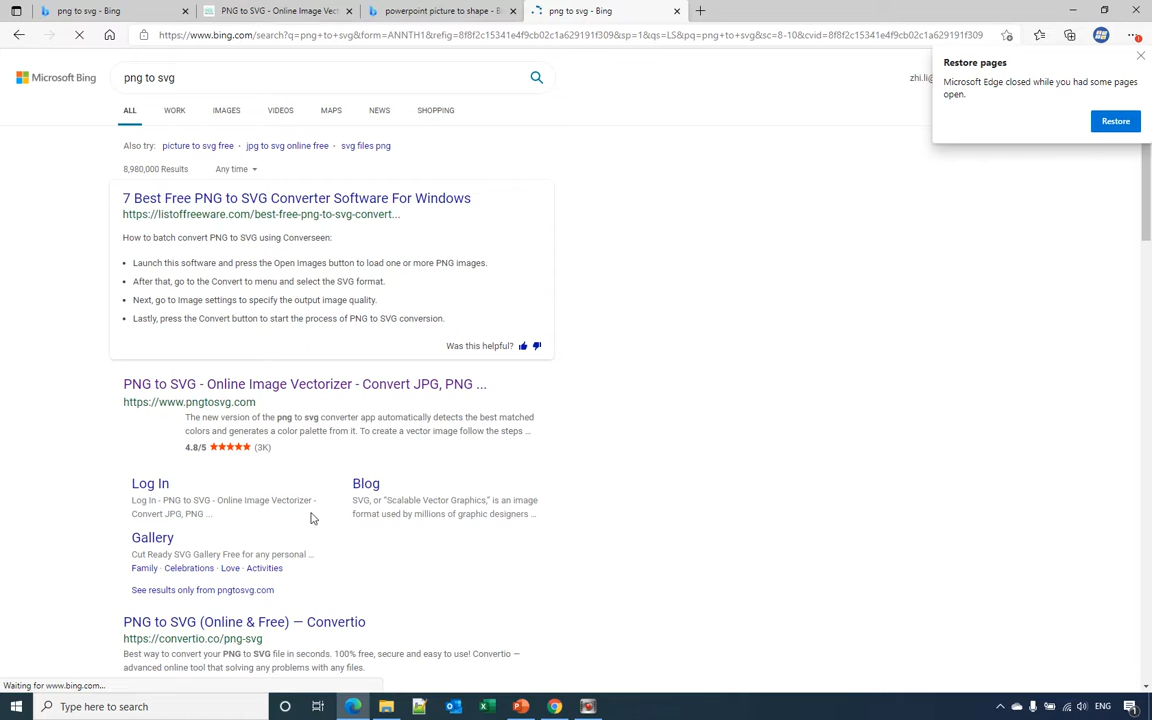 png to svg - Bing
PNG to SVG - Online Image Vect
powerpoint picture to shape - B
png to svg - Bing
https://www.bing.com/search?q=png+to+svg&form=ANNTH1&refig=8f8f2c15341e4f9cb02c1a629191f309&sp=1&qs=LS&pq=png+to+svg&sc=8-10&cvid=8f8f2c15341e4f9cb02c1a629191f309
Restore pages
Microsoft Edge closed while you had some pages
open.
Restore
Microsoft Bing
png to svg
zhi.li@
ALL
WORK
IMAGES
VIDEOS
MAPS
NEWS
SHOPPING
Also try: picture to svg free · jpg to svg online free · svg files png
8,980,000 Results
Any time
7 Best Free PNG to SVG Converter Software For Windows
https://listoffreeware.com/best-free-png-to-svg-convert...
How to batch convert PNG to SVG using Converseen:
• Launch this software and press the Open Images button to load one or more PNG images.
• After that, go to the Convert to menu and select the SVG format.
• Next, go to Image settings to specify the output image quality.
• Lastly, press the Convert button to start the process of PNG to SVG conversion.
Was this helpful?
PNG to SVG - Online Image Vectorizer - Convert JPG, PNG ...
https://www.pngtosvg.com
The new version of the png to svg converter app automatically detects the best matched
colors and generates a color palette from it. To create a vector image follow the steps ...
4.8/5 ★★★★★ (3K)
Log In
Log In - PNG to SVG - Online Image Vectorizer -
Convert JPG, PNG ...
Blog
SVG, or "Scalable Vector Graphics," is an image
format used by millions of graphic designers ...
Gallery
Cut Ready SVG Gallery Free for any personal ...
Family · Celebrations · Love · Activities
See results only from pngtosvg.com
PNG to SVG (Online & Free) — Convertio
https://convertio.co/png-svg
Best way to convert your PNG to SVG file in seconds. 100% free, secure and easy to use! Convertio —
advanced online tool that solving any problems with any files.
Waiting for www.bing.com...
Type here to search
ENG